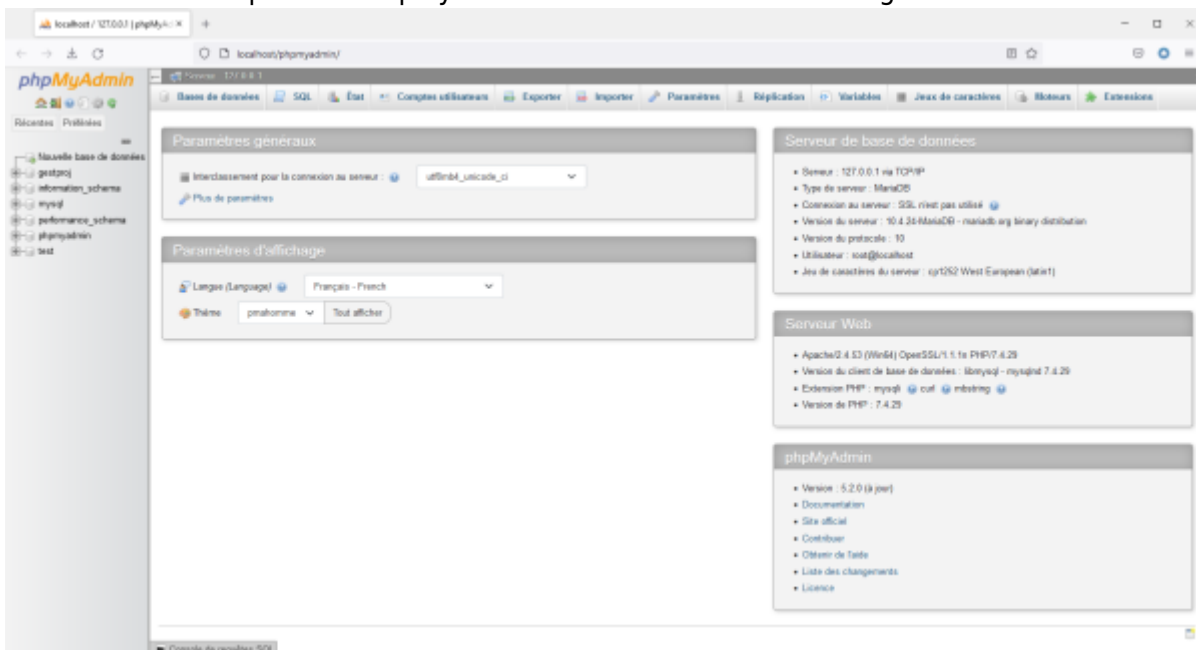 localhost / 127.0.0.1 | phpMyAc
localhost/phpmyadmin/
phpMyAdmin
Récentes Préférées
Nouvelle base de données
gestproj
information_schema
mysql
performance_schema
phpmyadmin
test
Serveur : 127.0.0.1
Bases de données SQL État Comptes utilisateurs Exporter Importer Paramètres Réplication Variables Jeux de caractères Moteurs Extensions
Paramètres généraux
Interclassement pour la connexion au serveur : utf8mb4_unicode_ci
Plus de paramètres
Paramètres d'affichage
Langue (Language) Français - French
Thème pmahomme Tout afficher
Serveur de base de données
Serveur : 127.0.0.1 via TCP/IP
Type de serveur : MariaDB
Connexion au serveur : SSL n'est pas utilisé
Version du serveur : 10.4.24-MariaDB - mariadb.org binary distribution
Version du protocole : 10
Utilisateur : root@localhost
Jeu de caractères du serveur : cp1252 West European (latin1)
Serveur Web
Apache/2.4.53 (Win64) OpenSSL/1.1.1n PHP/7.4.29
Version du client de base de données : libmysql - mysqlnd 7.4.29
Extension PHP : mysqli curl mbstring
Version de PHP : 7.4.29
phpMyAdmin
Version : 5.2.0 (à jour)
Documentation
Site officiel
Contribuer
Obtenir de l'aide
Liste des changements
Licence
Console de requêtes SQL